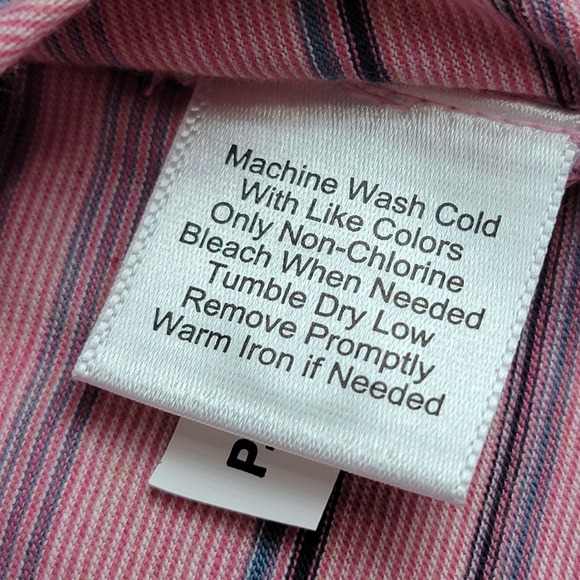 Machine Wash Cold
With Like Colors
Only Non-Chlorine
Bleach When Needed
Tumble Dry Low
Remove Promptly
Warm Iron if Needed
P